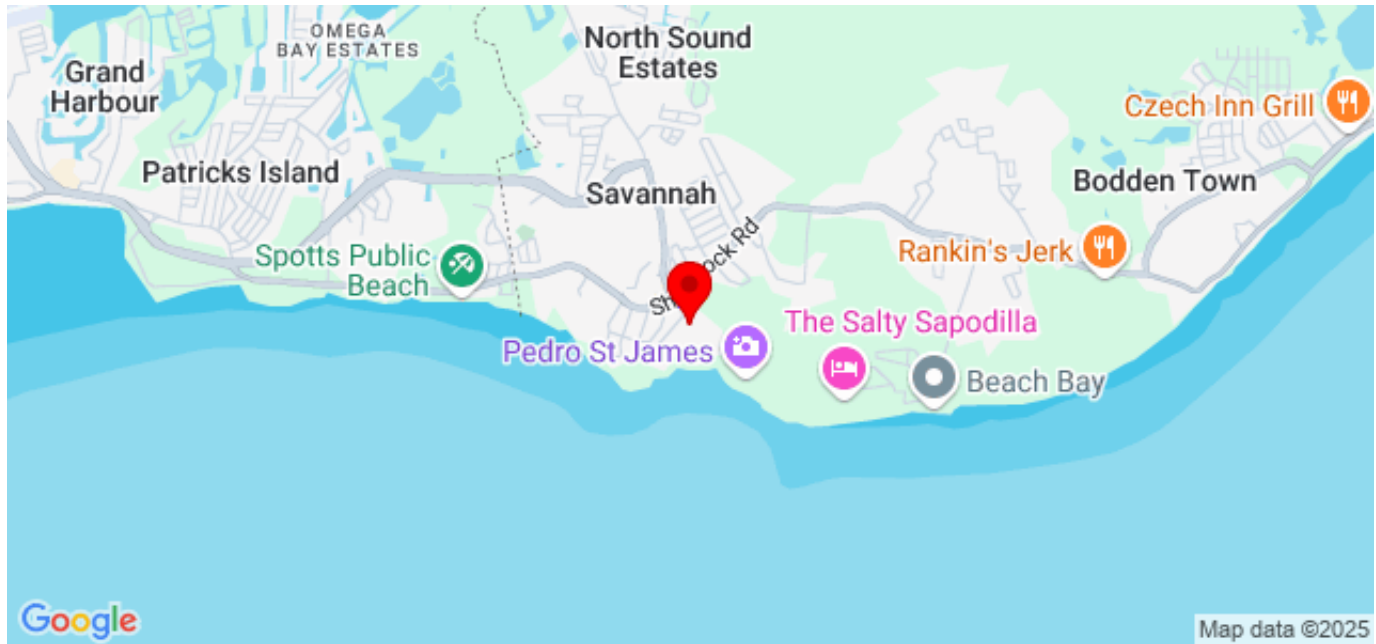 OMEGA
BAY ESTATES
North Sound
Estates
Grand
Harbour
Czech Inn Grill
Patricks Island
Savannah
Bodden Town
Spotts Public
Beach
Rankin's Jerk
Pedro St James
The Salty Sapodilla
Beach Bay
Google
Map data ©2025